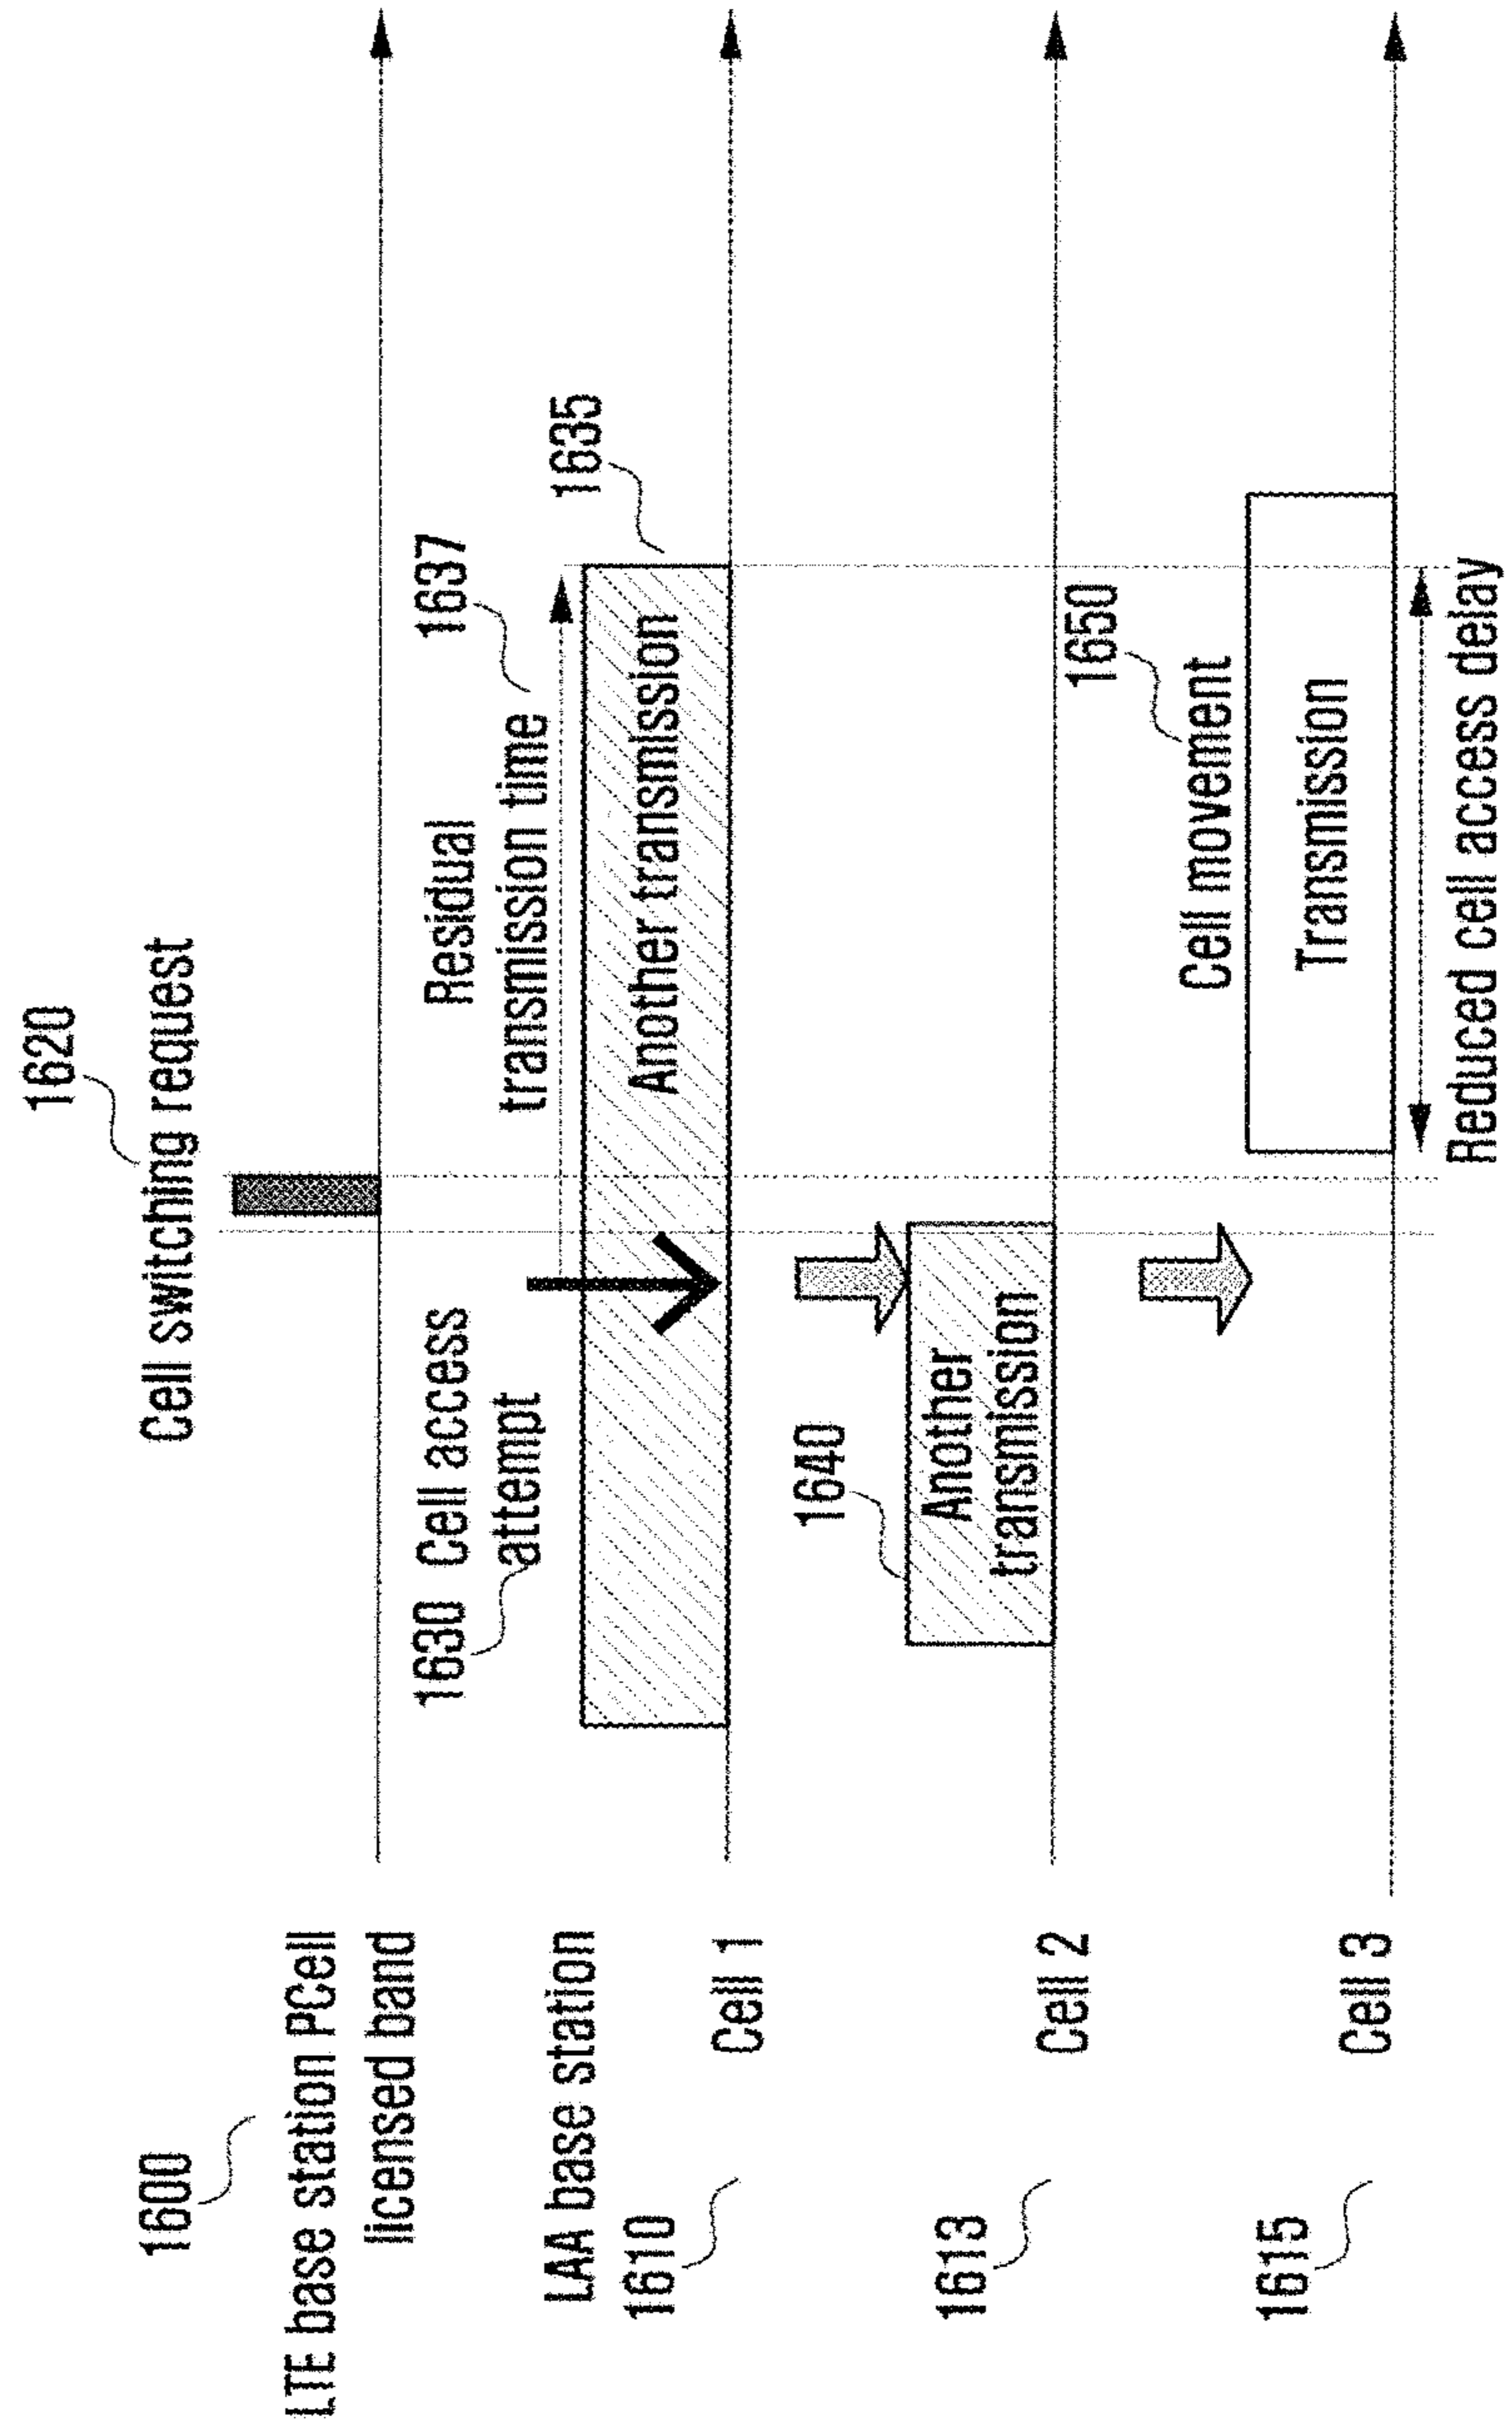 1620
Cell switching request
1600
LTE base station PCell
licensed band
1630 Cell access
attempt
Residual
transmission time
1637
1635
Another transmission
LAA base station
1610
Cell 1
1640
Another
transmission
1613
Cell 2
1650
Cell movement
Transmission
1615
Cell 3
Reduced cell access delay